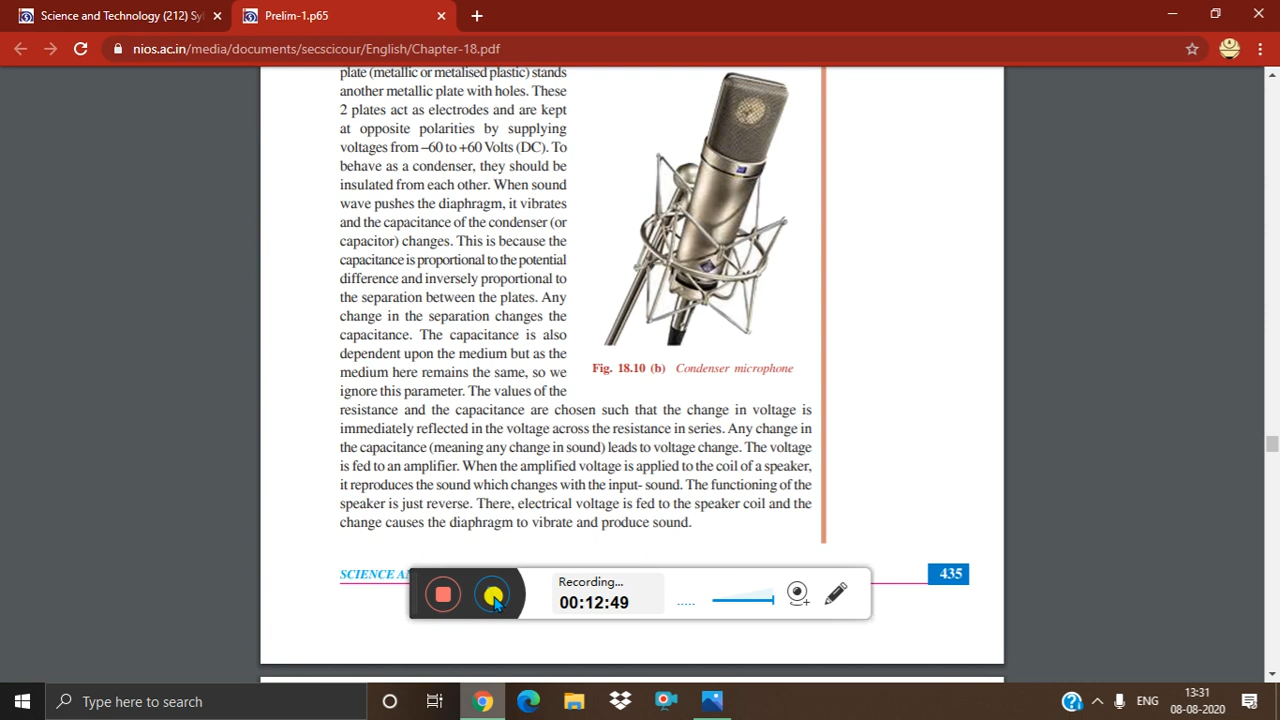 Science and Technology (212) Syl
Prelim-1.p65
nios.ac.in/media/documents/secscicour/English/Chapter-18.pdf
plate (metallic or metalised plastic) stands
another metallic plate with holes. These
2 plates act as electrodes and are kept
at opposite polarities by supplying
voltages from –60 to +60 Volts (DC). To
behave as a condenser, they should be
insulated from each other. When sound
wave pushes the diaphragm, it vibrates
and the capacitance of the condenser (or
capacitor) changes. This is because the
capacitance is proportional to the potential
difference and inversely proportional to
the separation between the plates. Any
change in the separation changes the
capacitance. The capacitance is also
dependent upon the medium but as the
medium here remains the same, so we
ignore this parameter. The values of the
Fig. 18.10 (b) Condenser microphone
resistance and the capacitance are chosen such that the change in voltage is
immediately reflected in the voltage across the resistance in series. Any change in
the capacitance (meaning any change in sound) leads to voltage change. The voltage
is fed to an amplifier. When the amplified voltage is applied to the coil of a speaker,
it reproduces the sound which changes with the input- sound. The functioning of the
speaker is just reverse. There, electrical voltage is fed to the speaker coil and the
change causes the diaphragm to vibrate and produce sound.
SCIENCE A
435
Recording...
00:12:49
Type here to search
ENG
13:31
08-08-2020